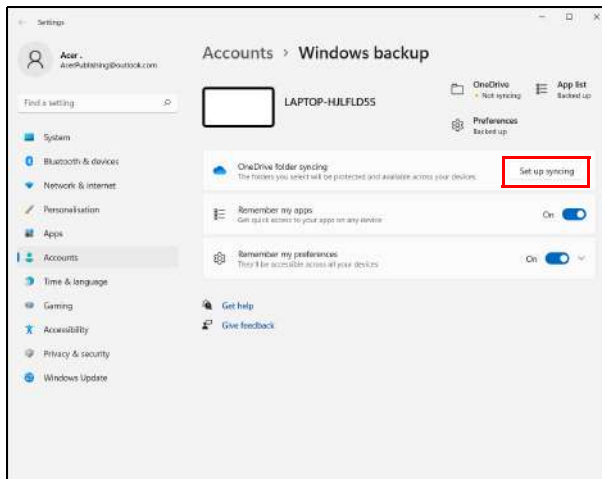 Settings
Acer .
AcerPublishing@outlook.com
Find a setting
System
Bluetooth & devices
Network & internet
Personalisation
Apps
Accounts
Time & language
Gaming
Accessibility
Privacy & security
Windows Update
Accounts > Windows backup
LAPTOP-HJLFLD5S
OneDrive
• Not syncing
App list
Backed up
Preferences
Backed up
OneDrive folder syncing
The folders you select will be protected and available across your devices.
Set up syncing
Remember my apps
Get quick access to your apps on any device
On
Remember my preferences
They'll be accessible across all your devices
On
Get help
Give feedback